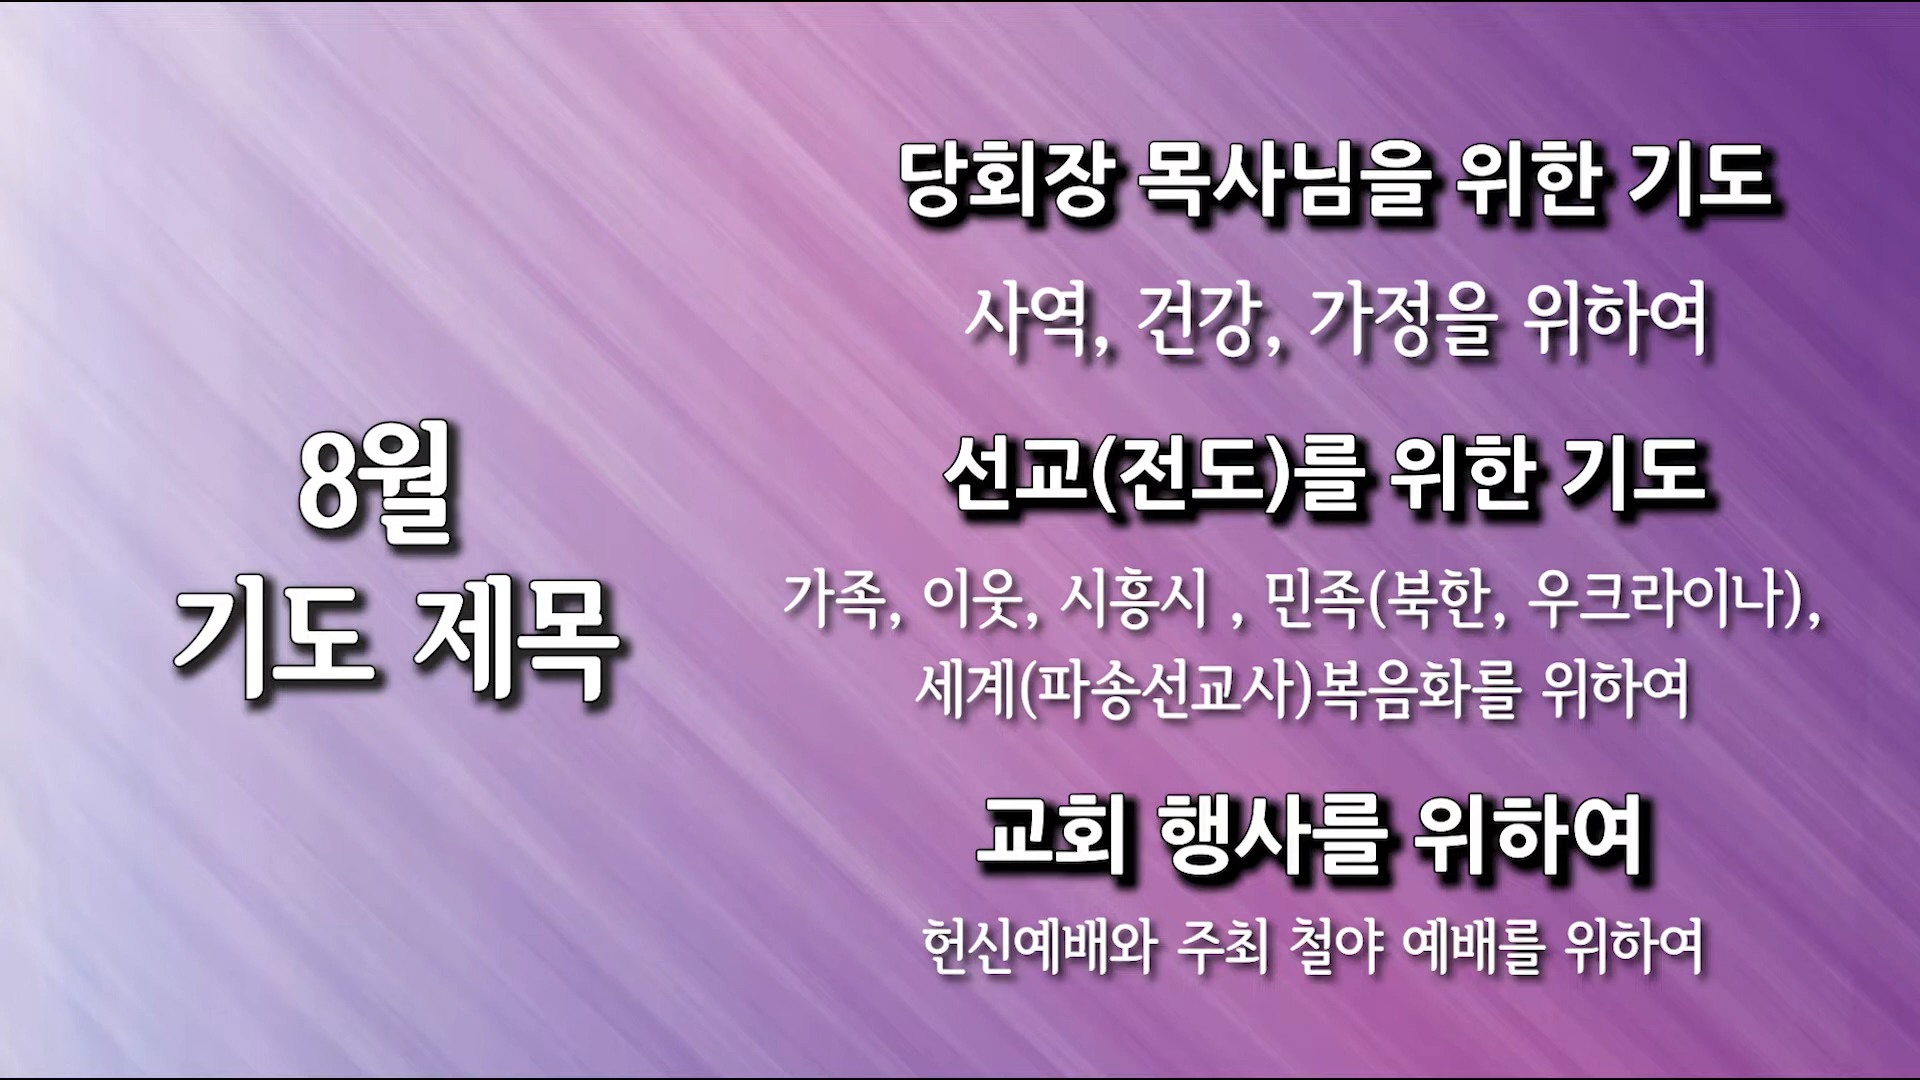 8월
기도 제목
당회장 목사님을 위한 기도
사역, 건강, 가정을 위하여
선교(전도)를 위한 기도
가족, 이웃, 시흥시 , 민족(북한, 우크라이나),
세계(파송선교사)복음화를 위하여
교회 행사를 위하여
헌신예배와 주최 철야 예배를 위하여